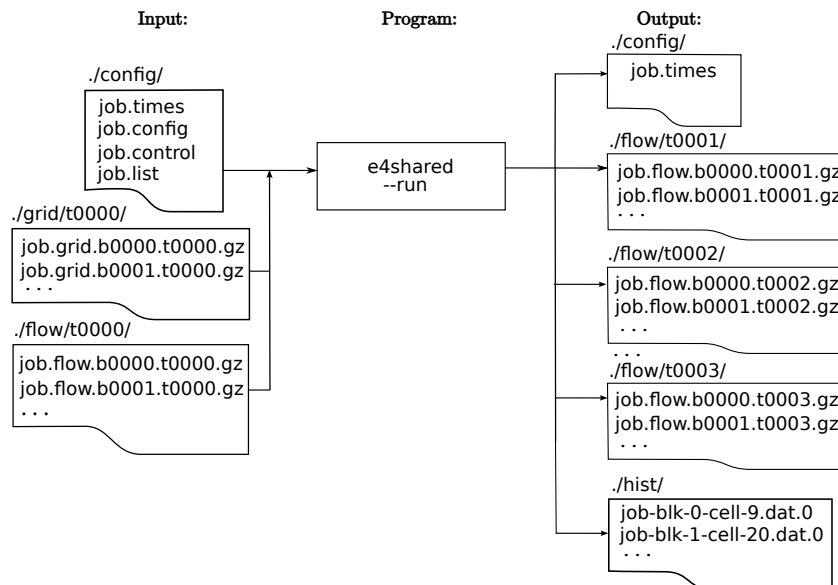 Input:
./config/
job.times
job.config
job.control
job.list
./grid/t0000/
job.grid.b0000.t0000.gz
job.grid.b0001.t0000.gz
...
./flow/t0000/
job.flow.b0000.t0000.gz
job.flow.b0001.t0000.gz
...
Program:
e4shared
--run
Output:
./config/
job.times
./flow/t0001/
job.flow.b0000.t0001.gz
job.flow.b0001.t0001.gz
...
./flow/t0002/
job.flow.b0000.t0002.gz
job.flow.b0001.t0002.gz
...
...
./flow/t0003/
job.flow.b0000.t0003.gz
job.flow.b0001.t0003.gz
...
./hist/
job-blk-0-cell-9.dat.0
job-blk-1-cell-20.dat.0
...